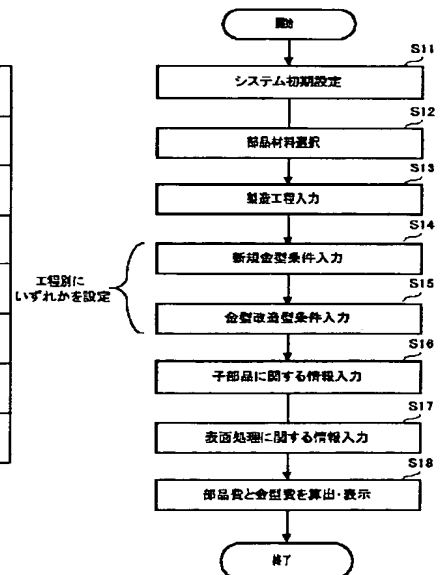 開始
S11
システム初期設定
S12
部品材料選択
S13
製造工程入力
S14
新規金型条件入力
工程別に
いずれかを設定
S15
金型改造型条件入力
S16
子部品に関する情報入力
S17
表面処理に関する情報入力
S18
部品費と金型費を算出・表示
終了